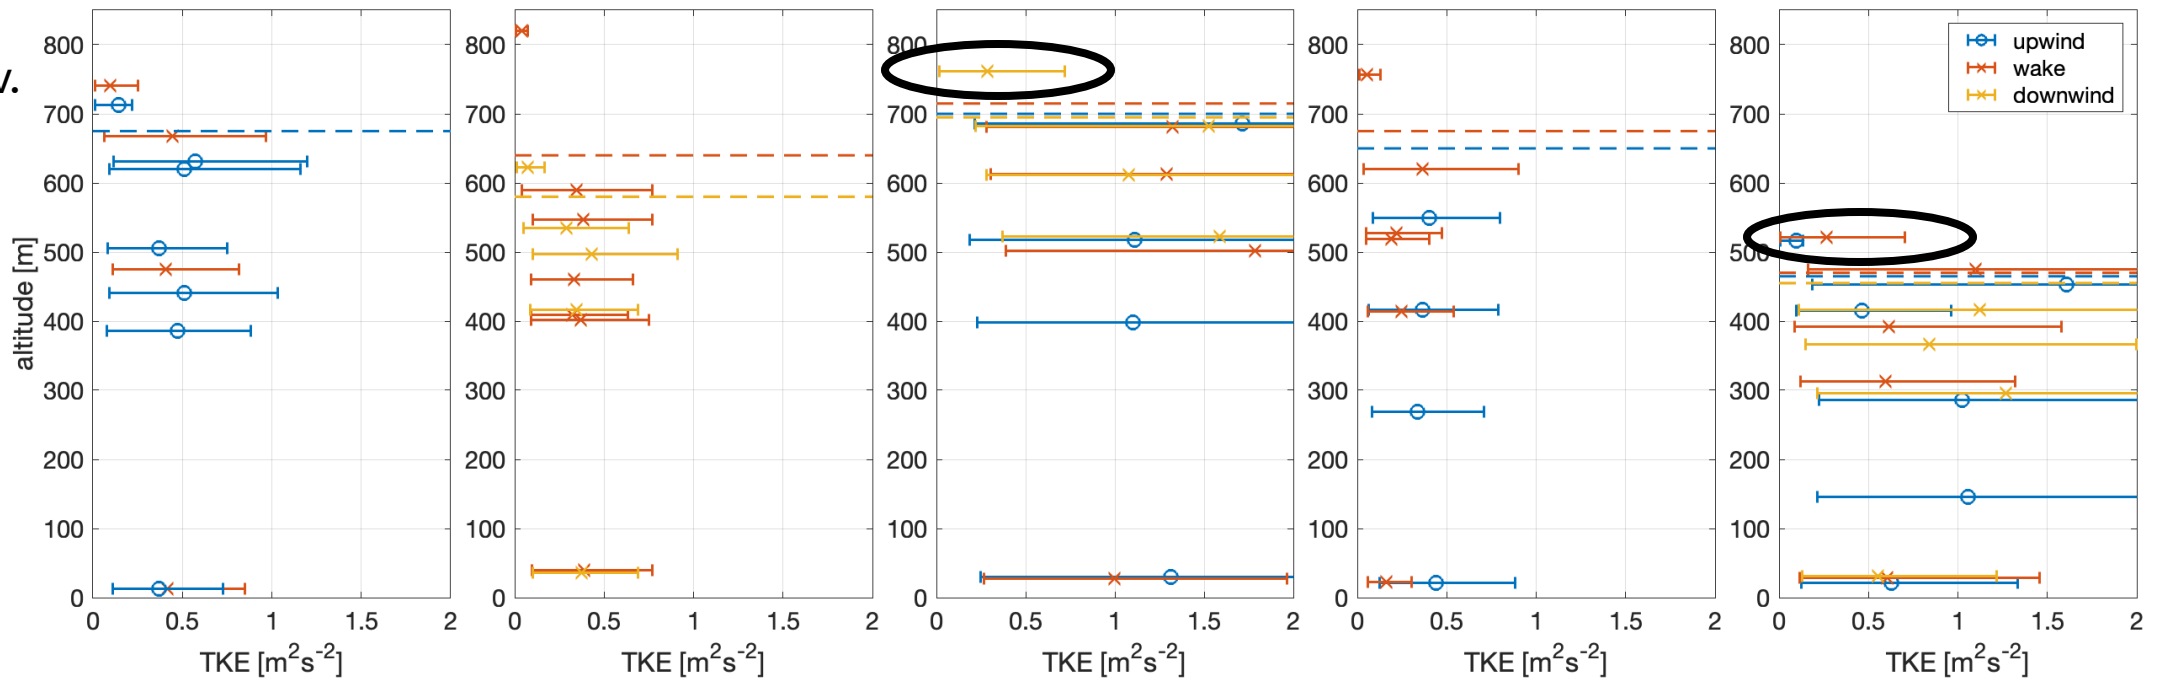 v.
800 800 800 800 800
700 700 700 700 700
600 600 600 600 600
500 500 500 500 500
400 400 400 400 400
300 300 300 300 300
200 200 200 200 200
100 100 100 100 100
0 0 0 0 0
altitude [m]
0 0.5 1 1.5 2 0 0.5 1 1.5 2 0 0.5 1 1.5 2 0 0.5 1 1.5 2 0 0.5 1 1.5 2
TKE [m²s⁻²] TKE [m²s⁻²] TKE [m²s⁻²] TKE [m²s⁻²] TKE [m²s⁻²]
upwind
wake
downwind